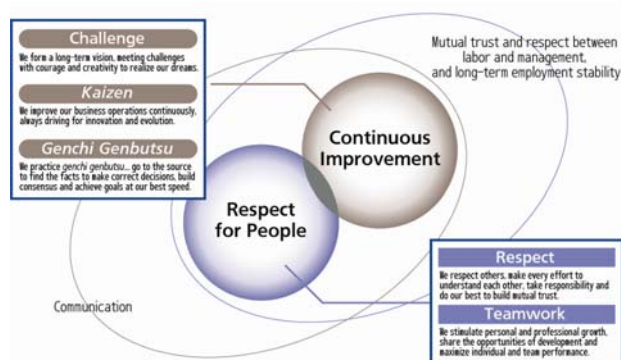 Challenge
We form a long-term vision, meeting challenges
with courage and creativity to realize our dreams.
Kaizen
We improve our business operations continuously,
always driving for innovation and evolution.
Genchi Genbutsu
We practice genchi genbutsu... go to the source
to find the facts to make correct decisions, build
consensus and achieve goals at our best speed.
Mutual trust and respect between
labor and management,
and long-term employment stability
Continuous
Improvement
Respect
for People
Communication
Respect
We respect others, make every effort to
understand each other, take responsibility and
do our best to build mutual trust.
Teamwork
We stimulate personal and professional growth,
share the opportunities of development and
maximize individual and team performance.